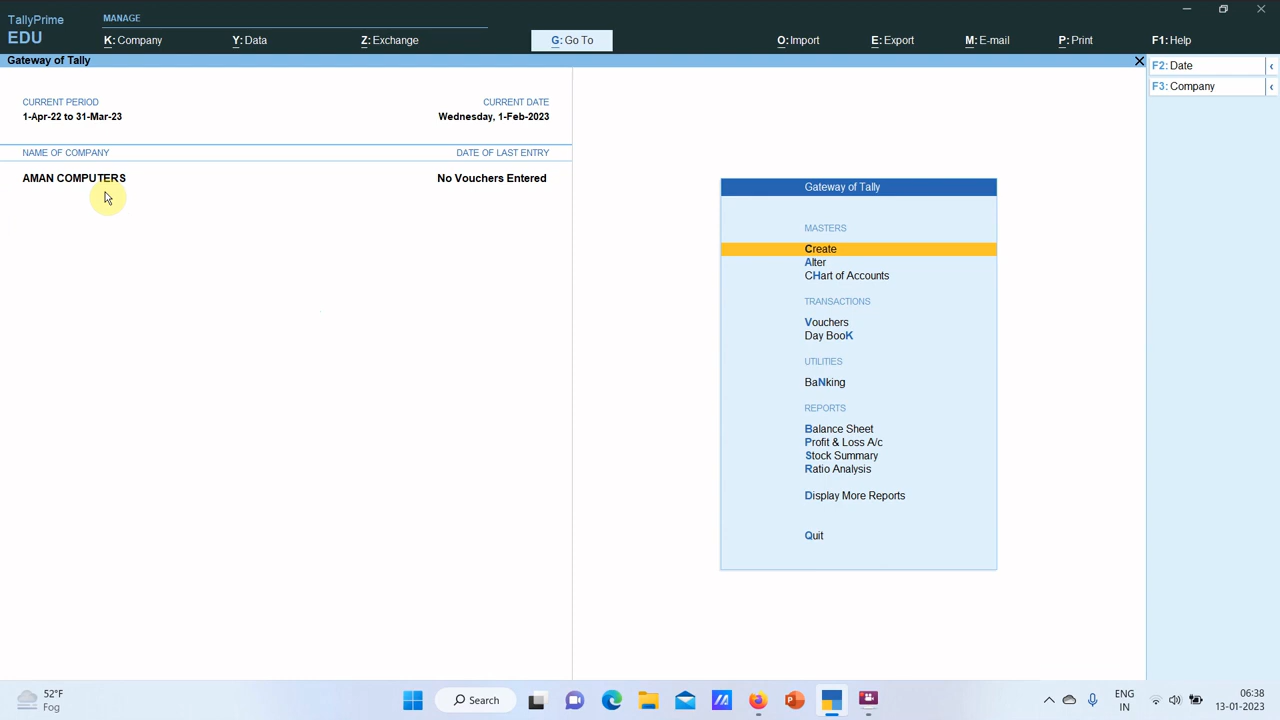 TallyPrime
EDU
MANAGE
K: Company
Y: Data
Z: Exchange
G: Go To
O: Import
E: Export
M: E-mail
P: Print
F1: Help
Gateway of Tally
F2: Date
F3: Company
CURRENT PERIOD
CURRENT DATE
1-Apr-22 to 31-Mar-23
Wednesday, 1-Feb-2023
NAME OF COMPANY
DATE OF LAST ENTRY
AMAN COMPUTERS
No Vouchers Entered
Gateway of Tally
MASTERS
Create
Alter
CHart of Accounts
TRANSACTIONS
Vouchers
Day BooK
UTILITIES
BaNking
REPORTS
Balance Sheet
Profit & Loss A/c
Stock Summary
Ratio Analysis
Display More Reports
Quit
52°F
Fog
Search
ENG
IN
06:38
13-01-2023